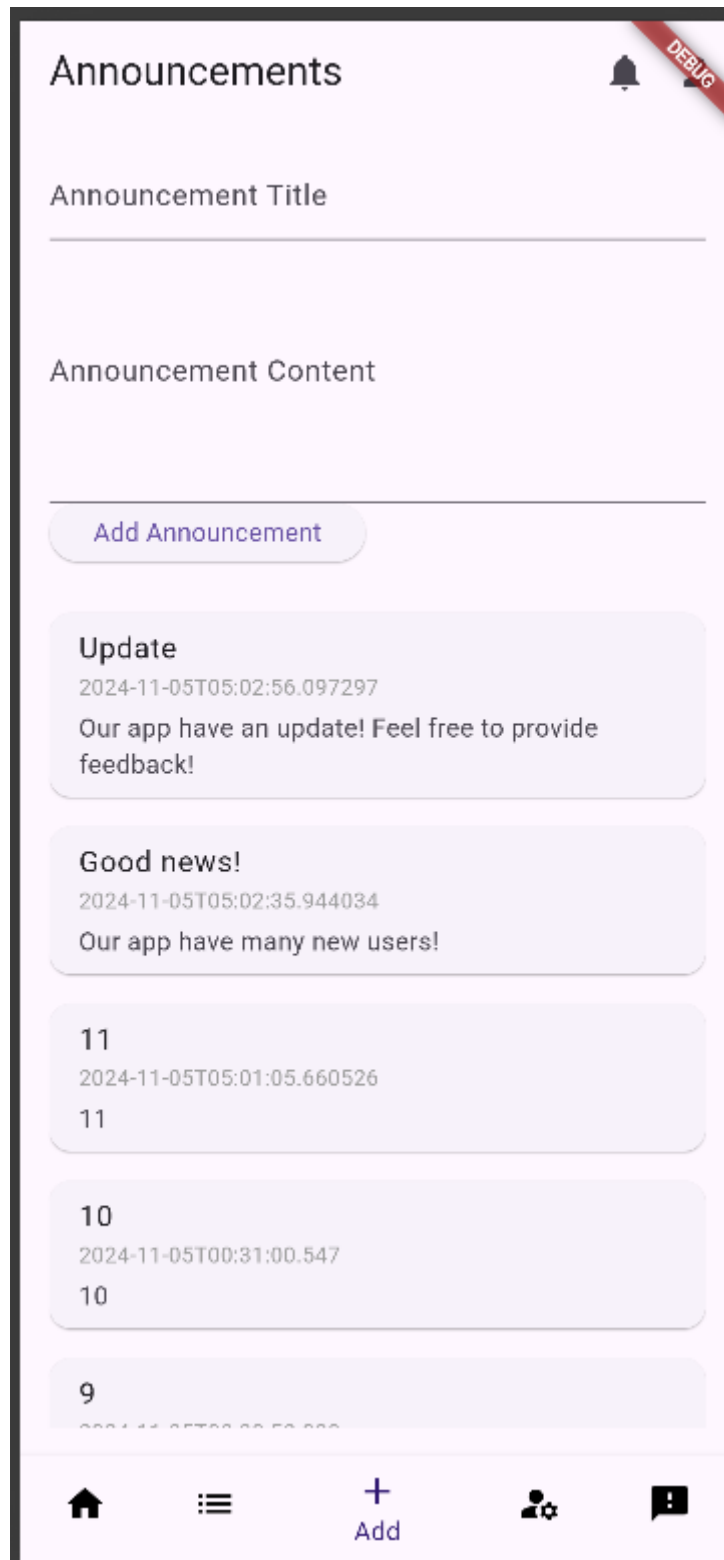 Announcements
DEBUG
Announcement Title
Announcement Content
Add Announcement
Update
2024-11-05T05:02:56.097297
Our app have an update! Feel free to provide
feedback!
Good news!
2024-11-05T05:02:35.944034
Our app have many new users!
11
2024-11-05T05:01:05.660526
11
10
2024-11-05T00:31:00.547
10
9
Add